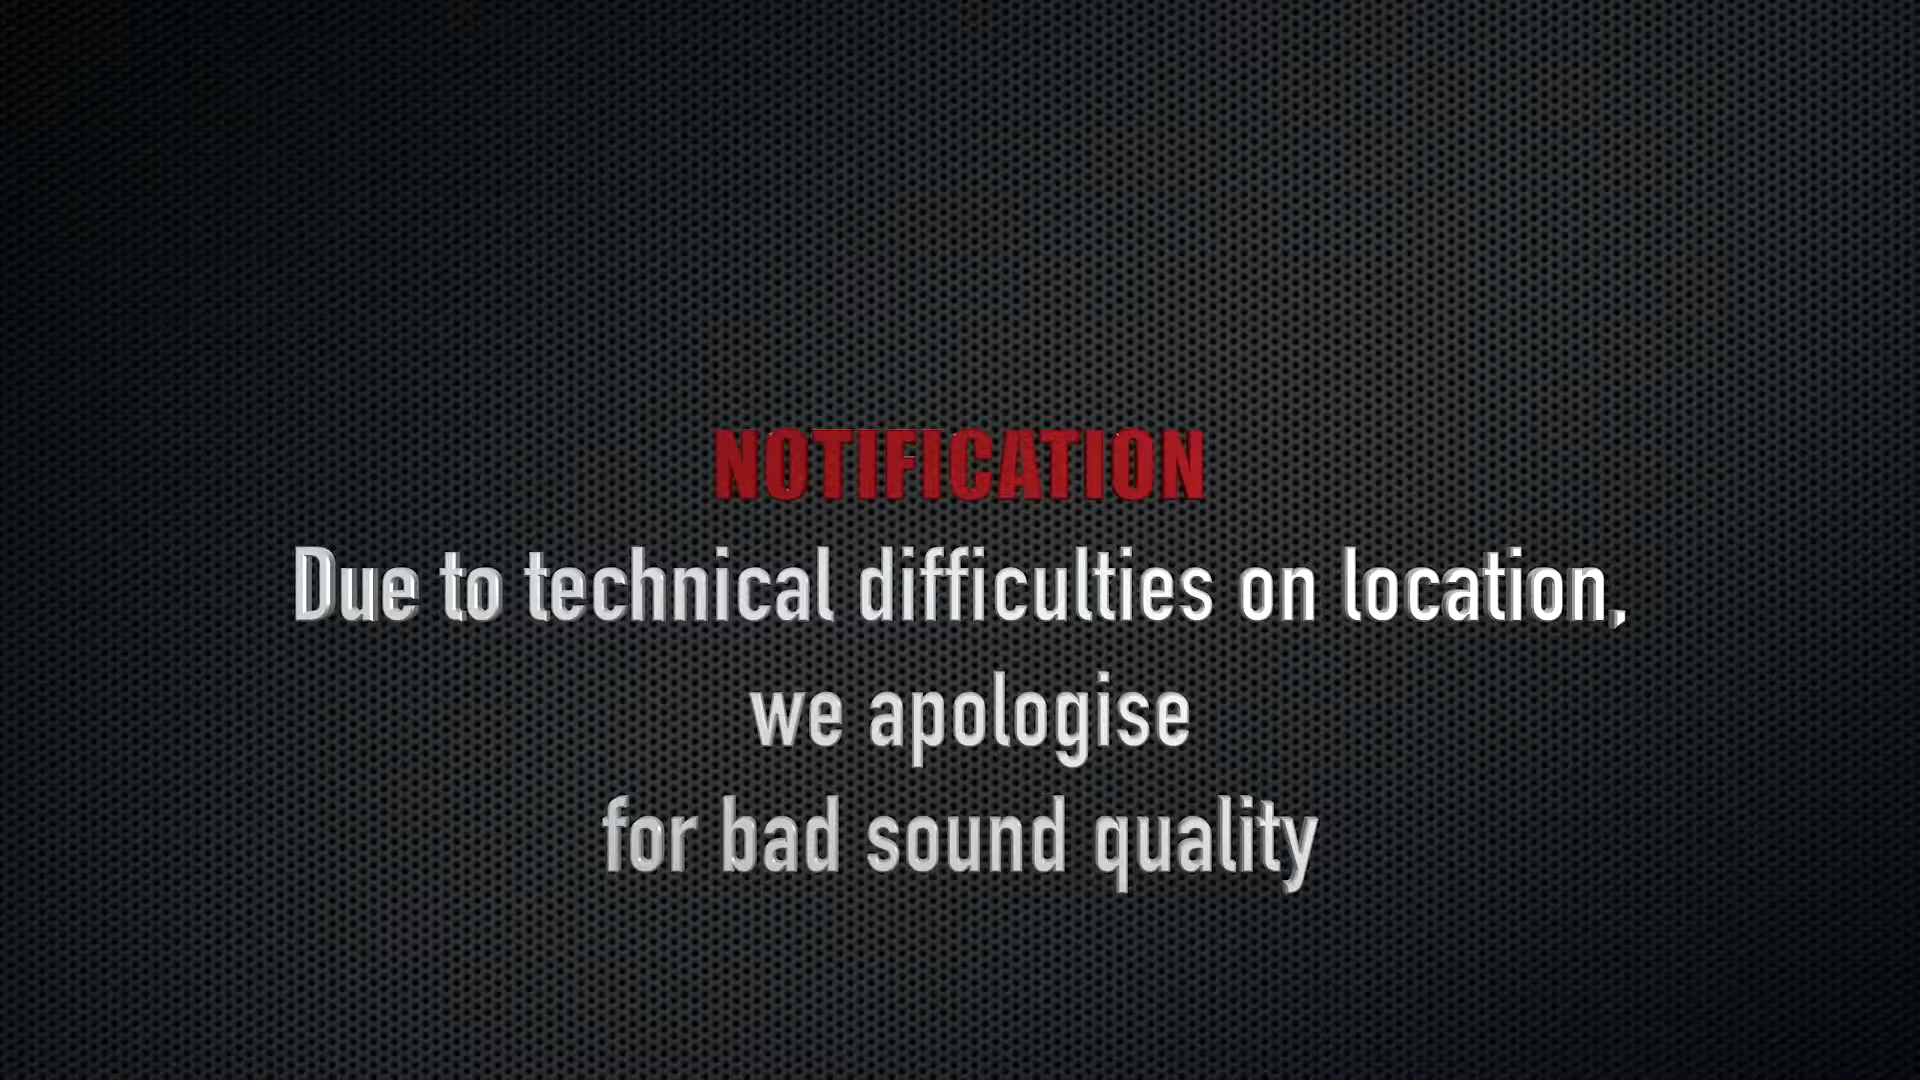 NOTIFICATION
Due to technical difficulties on location,
we apologise
for bad sound quality